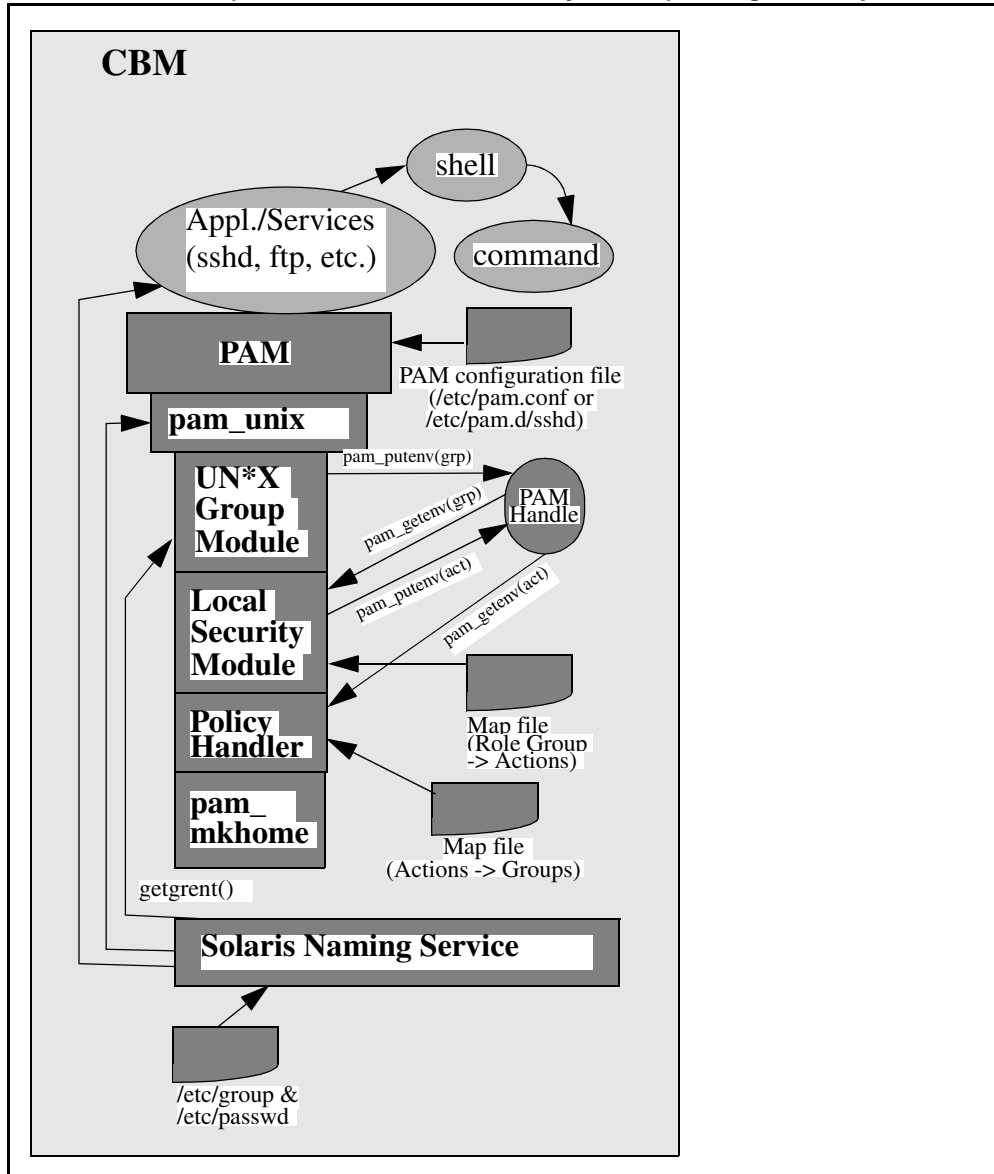 CBM
shell
Appl./Services
(sshd, ftp, etc.)
command
PAM
PAM configuration file
(/etc/pam.conf or
/etc/pam.d/sshd)
pam_unix
pam_putenv(grp)
UN*X
Group
Module
PAM
Handle
pam_getenv(grp)
pam_putenv(act)
pam_getenv(act)
Local
Security
Module
Map file
(Role Group
-> Actions)
Policy
Handler
pam_
mkhome
Map file
(Actions -> Groups)
getgrent()
Solaris Naming Service
/etc/group &
/etc/passwd